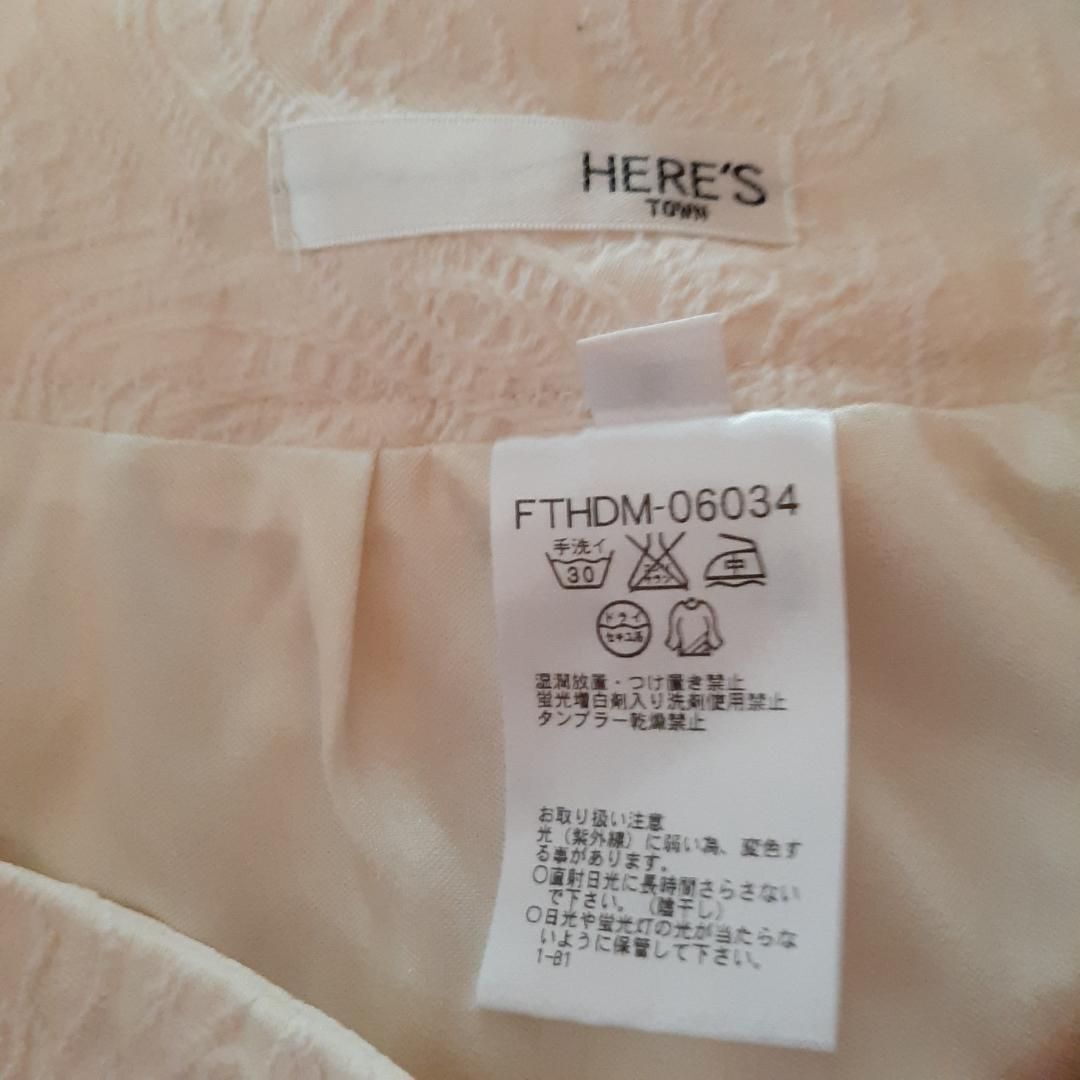 HERE'S
TOWN
FTHDM-06034
手洗イ
30
エンソ
サラシ
中
ドライ
セキユ系
湿潤放置・つけ置き禁止
蛍光増白剤入り洗剤使用禁止
タンブラー乾燥禁止
お取り扱い注意
光（紫外線）に弱い為、変色す
る事があります。
○直射日光に長時間さらさない
で下さい。（陰干し）
○日光や蛍光灯の光が当たらな
いように保管して下さい。
1-81